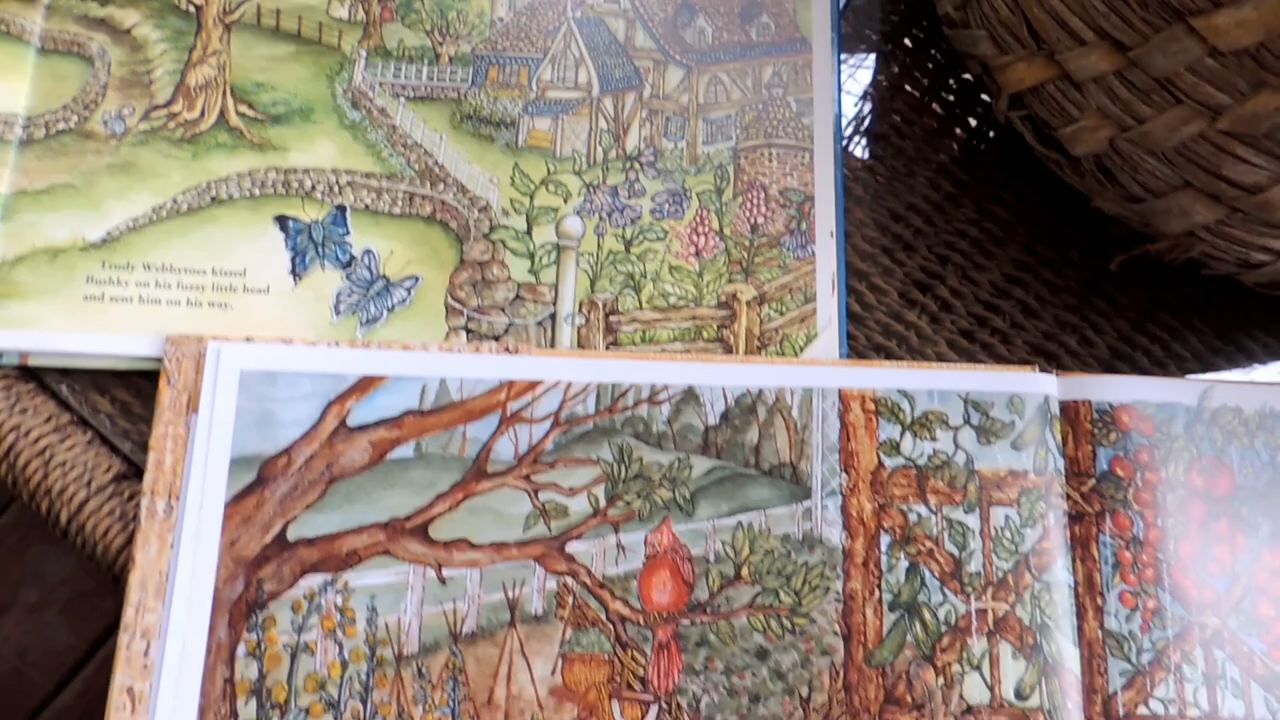 Trudy Webbytoes kissed
Bushky on his fuzzy little head
and sent him on his way.